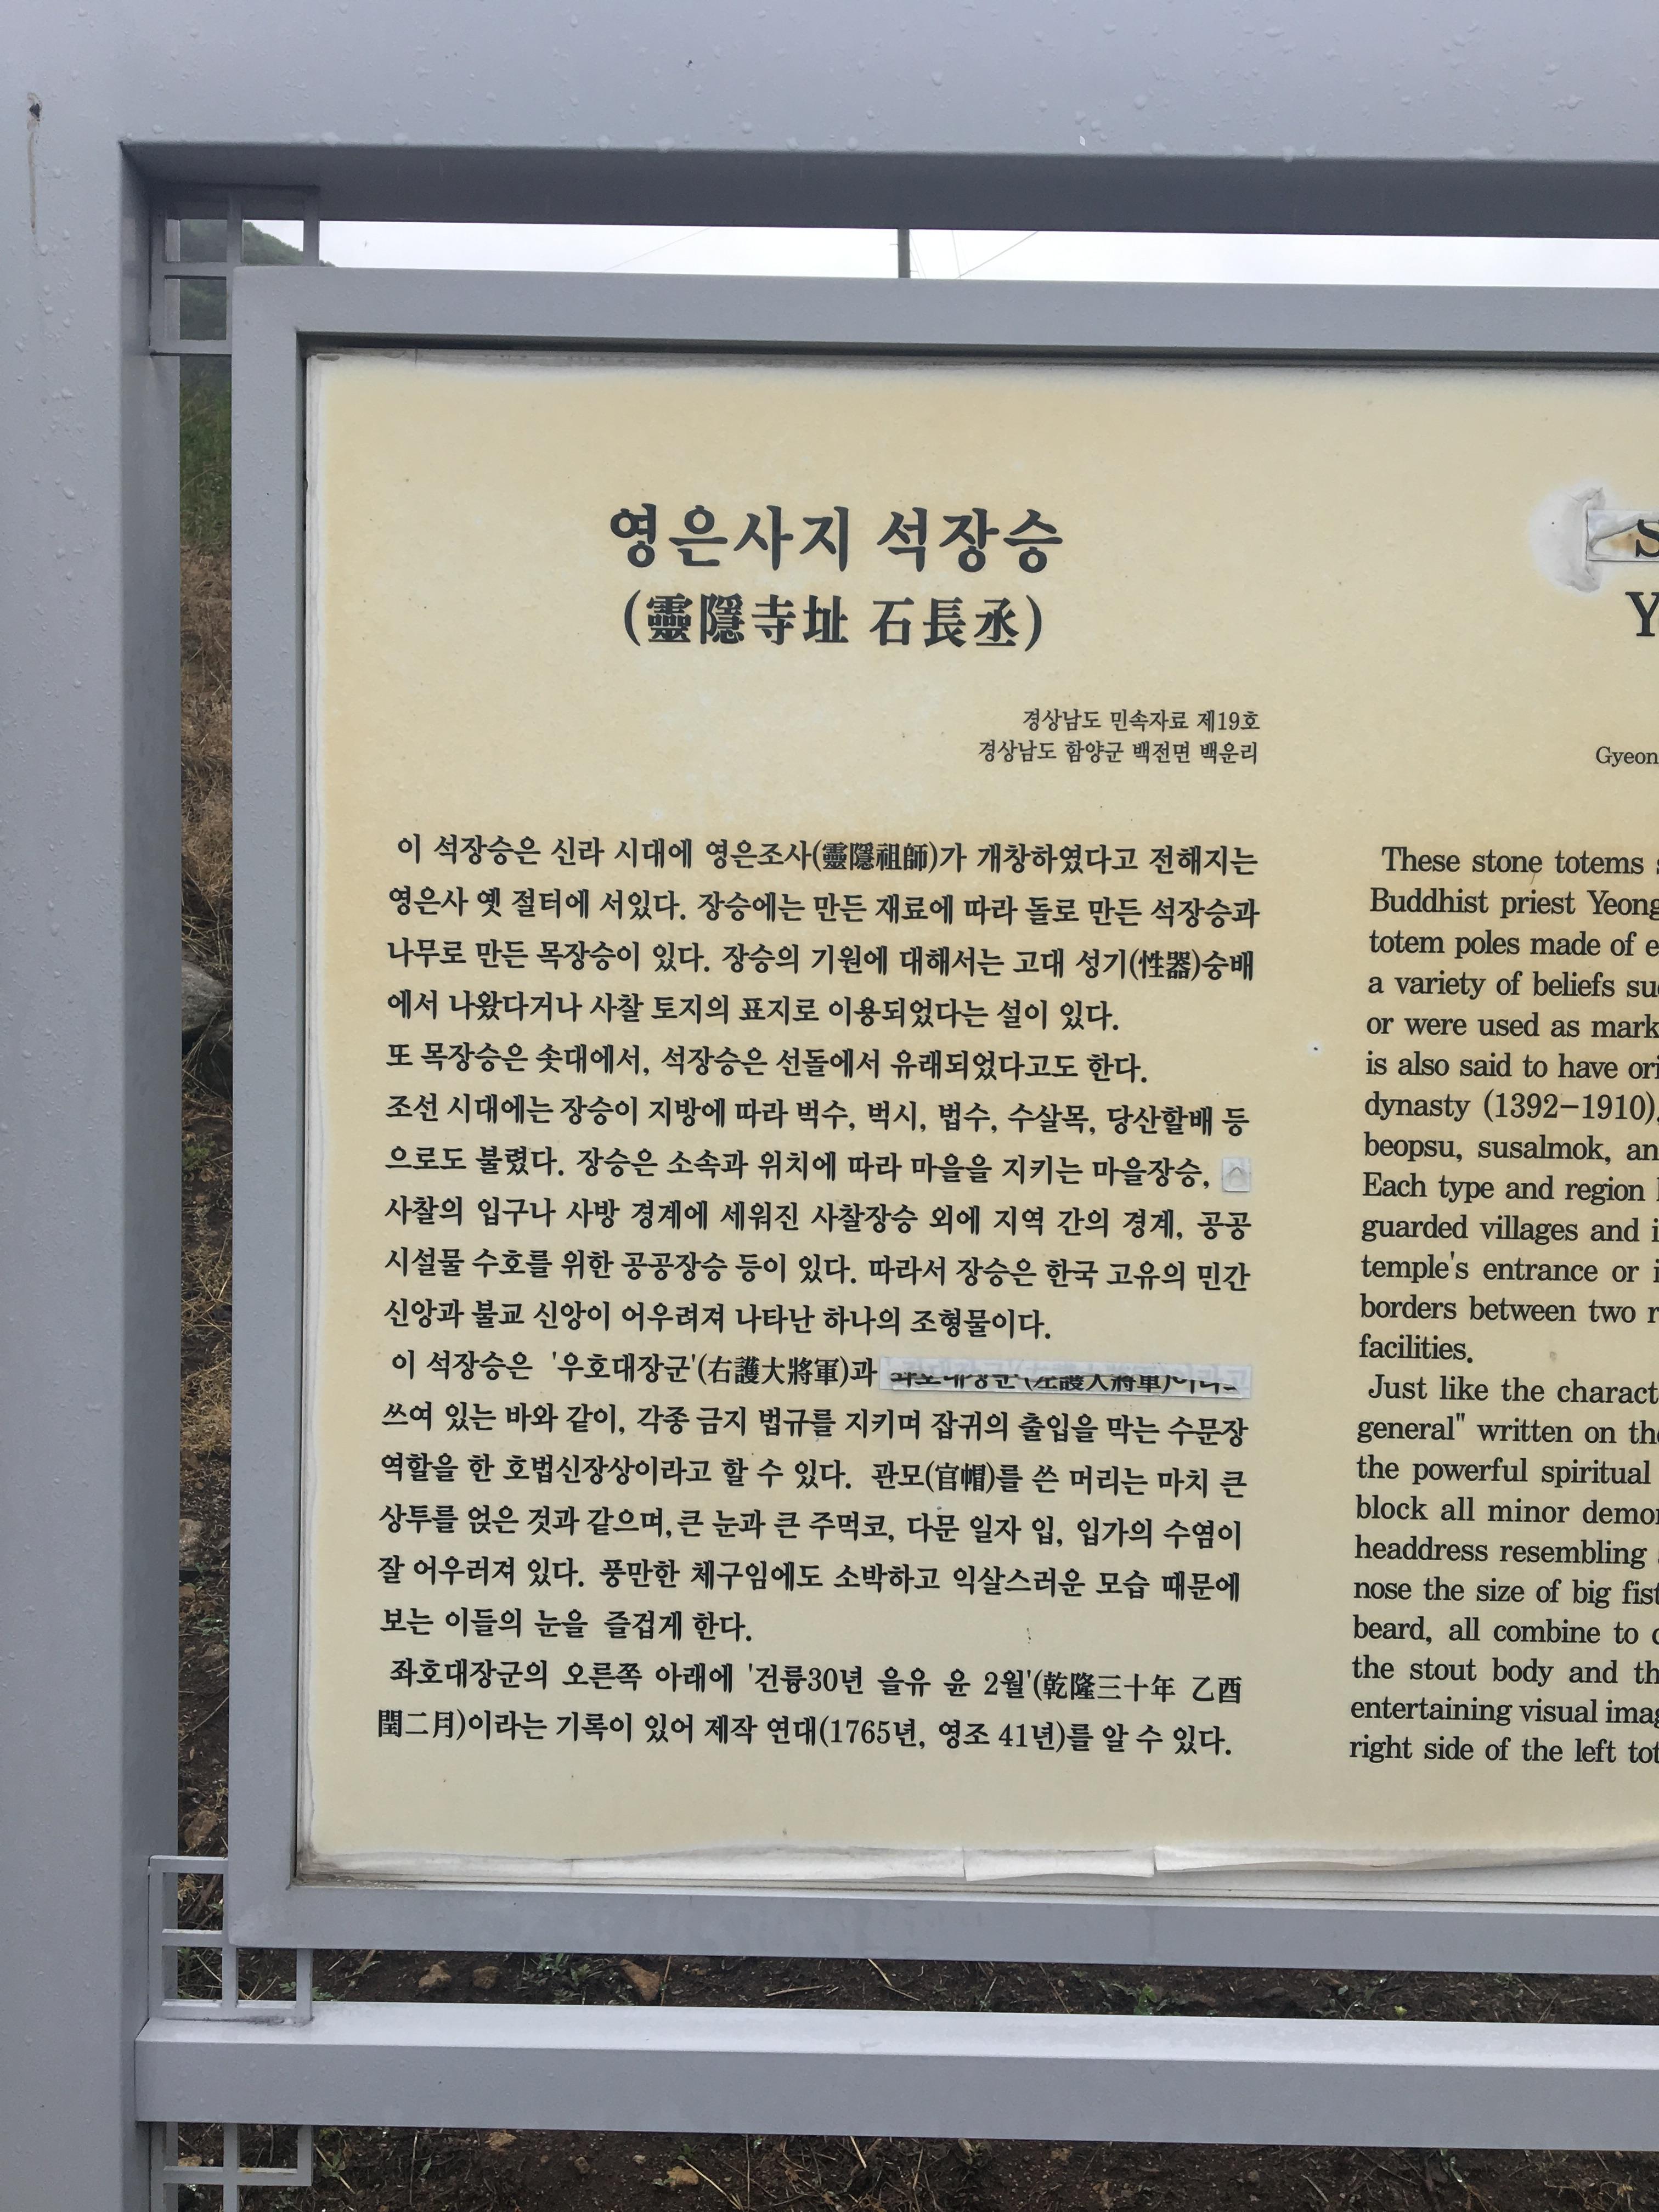 영은사지 석장승
(靈隱寺址 石長丞)
경상남도 민속자료 제19호
경상남도 함양군 백전면 백운리
이 석장승은 신라 시대에 영은조사(靈隱祖師)가 개창하였다고 전해지는
영은사 옛 절터에 서있다. 장승에는 만든 재료에 따라 돌로 만든 석장승과
나무로 만든 목장승이 있다. 장승의 기원에 대해서는 고대 성기(性器)숭배
에서 나왔다거나 사찰 토지의 표지로 이용되었다는 설이 있다.
또 목장승은 솟대에서, 석장승은 선돌에서 유래되었다고도 한다.
조선 시대에는 장승이 지방에 따라 벅수, 벅시, 법수, 수살목, 당산할배 등
으로도 불렸다. 장승은 소속과 위치에 따라 마을을 지키는 마을장승,
사찰의 입구나 사방 경계에 세워진 사찰장승 외에 지역 간의 경계, 공공
시설물 수호를 위한 공공장승 등이 있다. 따라서 장승은 한국 고유의 민간
신앙과 불교 신앙이 어우려져 나타난 하나의 조형물이다.
이 석장승은 '우호대장군'(右護大將軍)과 좌호대장군'(左護大將軍)이라고
쓰여 있는 바와 같이, 각종 금지 법규를 지키며 잡귀의 출입을 막는 수문장
역할을 한 호법신장상이라고 할 수 있다. 관모(官帽)를 쓴 머리는 마치 큰
상투를 얹은 것과 같으며, 큰 눈과 큰 주먹코, 다문 일자 입, 입가의 수염이
잘 어우러져 있다. 풍만한 체구임에도 소박하고 익살스러운 모습 때문에
보는 이들의 눈을 즐겁게 한다.
좌호대장군의 오른쪽 아래에 '건륭30년 을유 윤 2월'(乾隆三十年 乙酉
閏二月)이라는 기록이 있어 제작 연대(1765년, 영조 41년)를 알 수 있다.
S
Y
Gyeon
These stone totems s
Buddhist priest Yeong
totem poles made of e
a variety of beliefs su
or were used as mark
is also said to have ori
dynasty (1392-1910),
beopsu, susalmok, an
Each type and region
guarded villages and i
temple's entrance or i
borders between two r
facilities.
Just like the charact
general" written on the
the powerful spiritual
block all minor demo
headdress resembling
nose the size of big fist
beard, all combine to
the stout body and th
entertaining visual imag
right side of the left tot